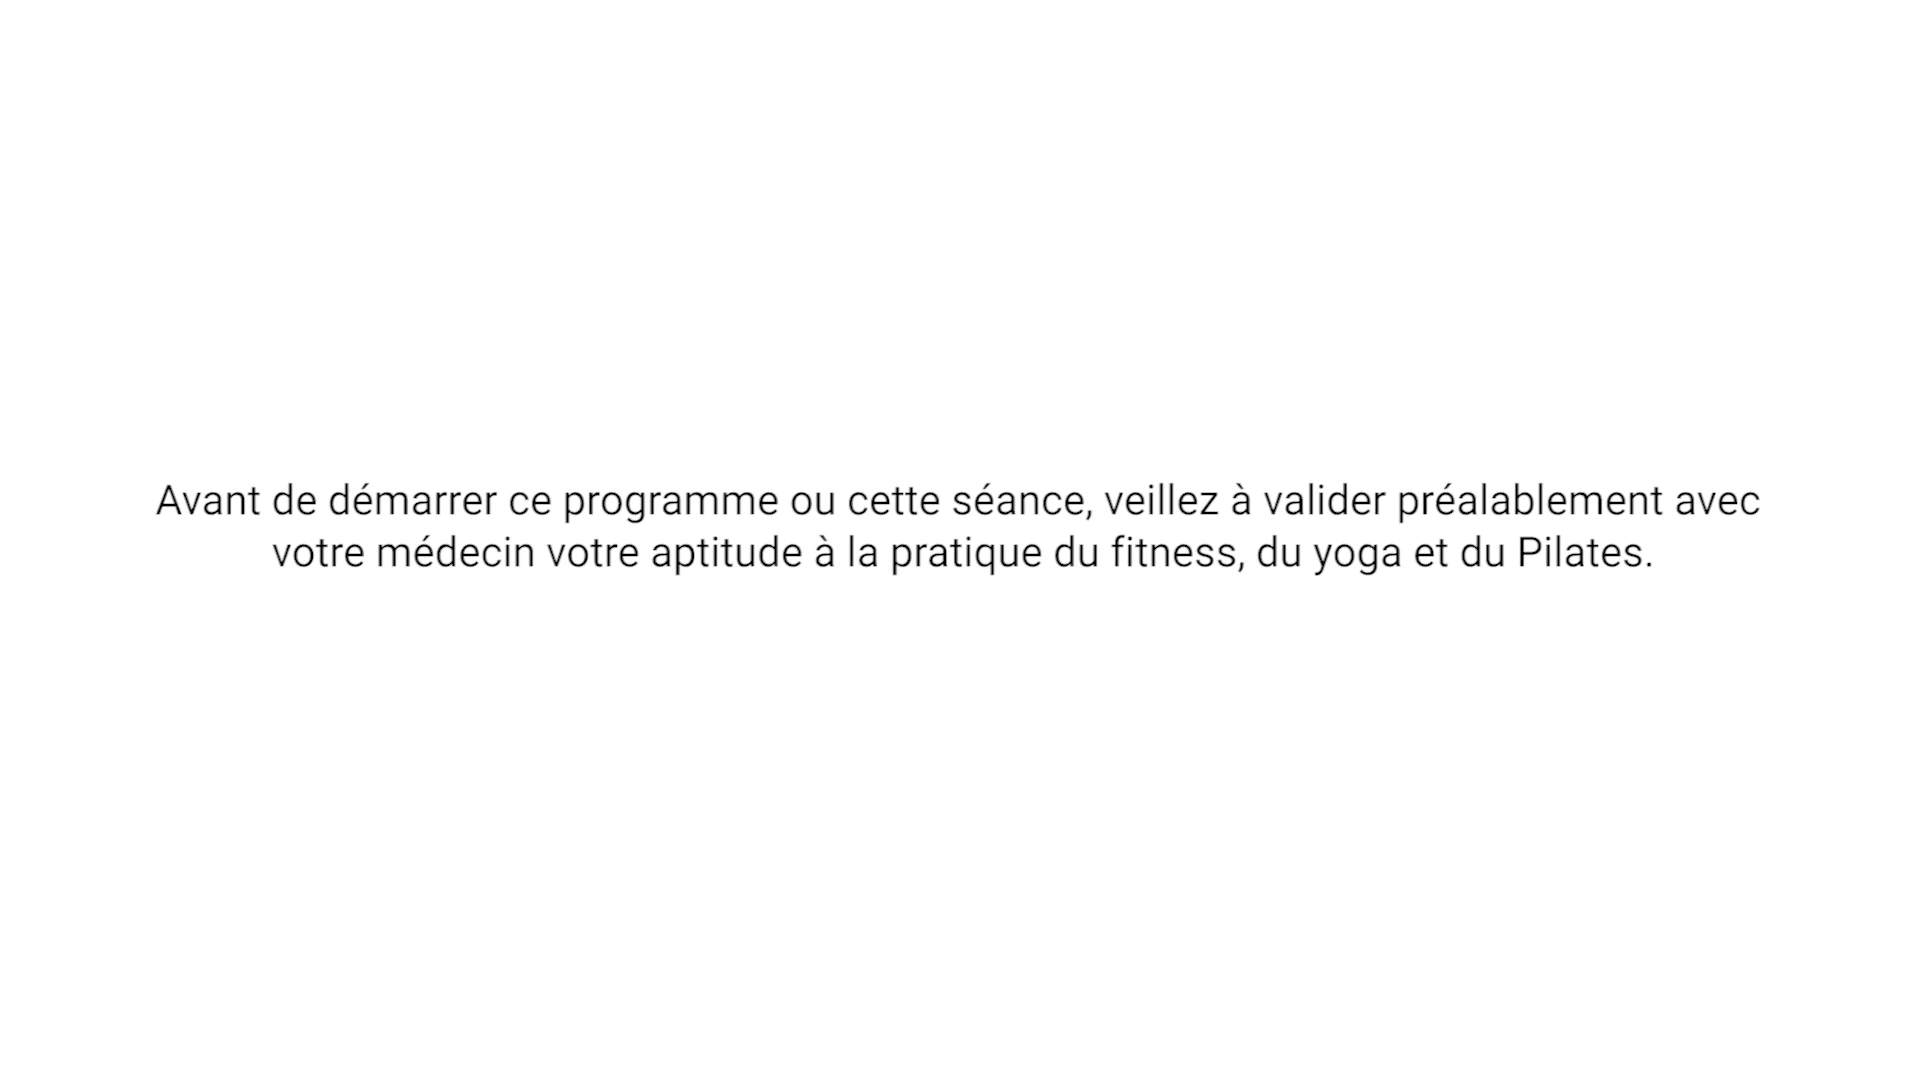 Avant de démarrer ce programme ou cette séance, veillez à valider préalablement avec
votre médecin votre aptitude à la pratique du fitness, du yoga et du Pilates.